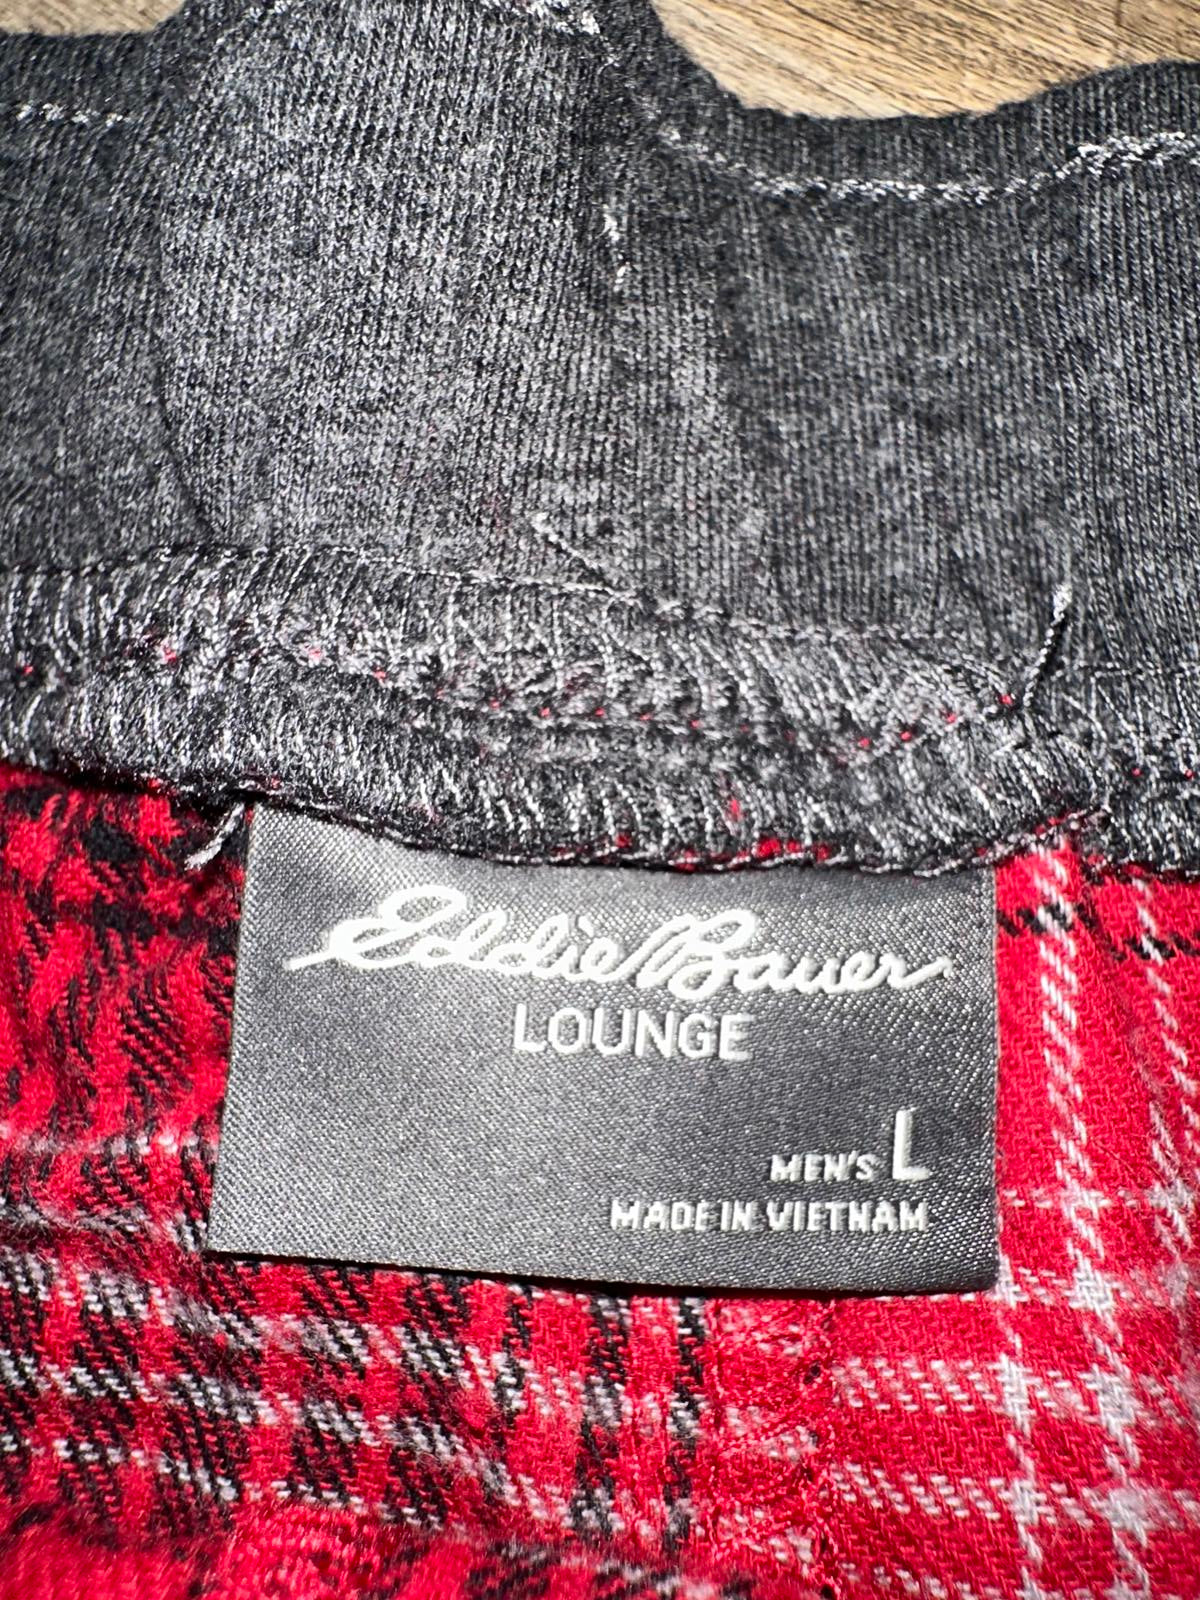 Eddie Bauer
LOUNGE
MEN'S L
MADE IN VIETNAM